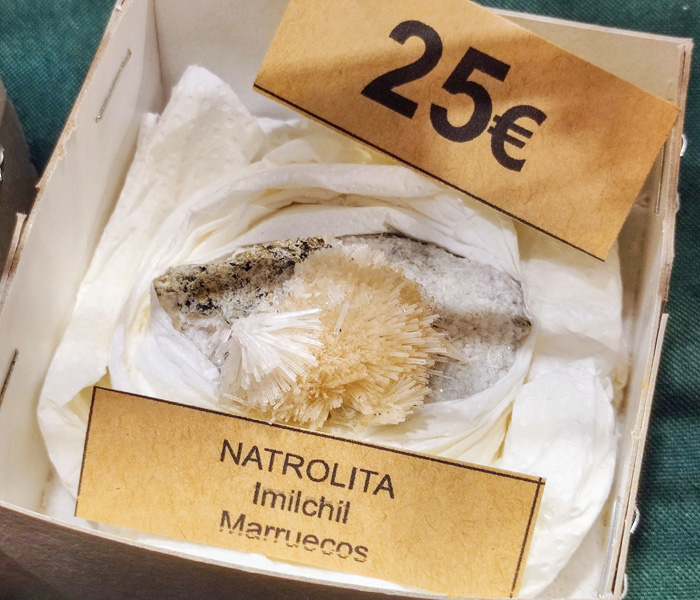 25€
NATROLITA
Imilchil
Marruecos